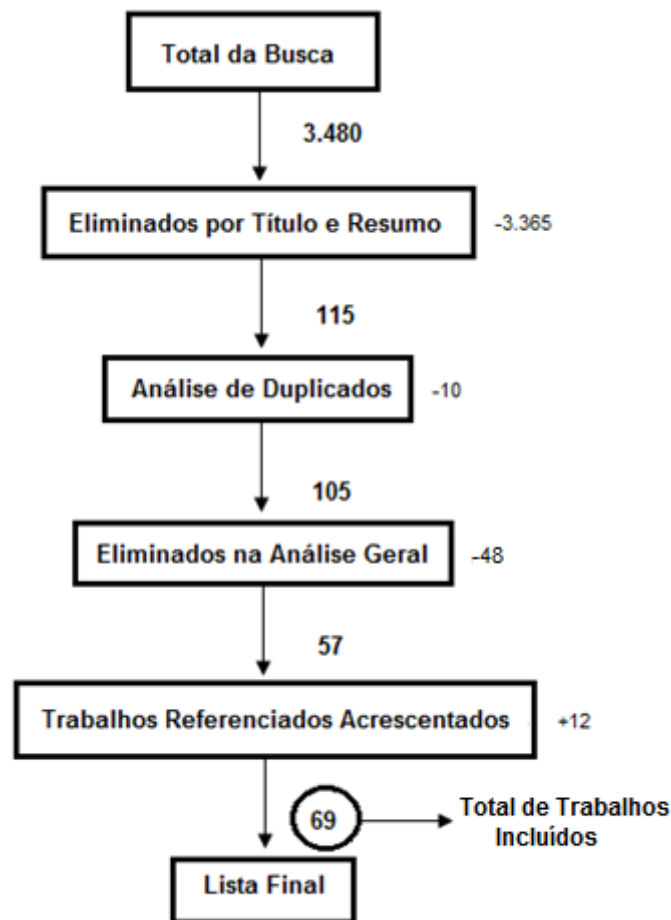 Total da Busca
3.480
Eliminados por Título e Resumo
-3.365
115
Análise de Duplicados
-10
105
Eliminados na Análise Geral
-48
57
Trabalhos Referenciados Acrescentados
+12
69
Total de Trabalhos
Incluídos
Lista Final